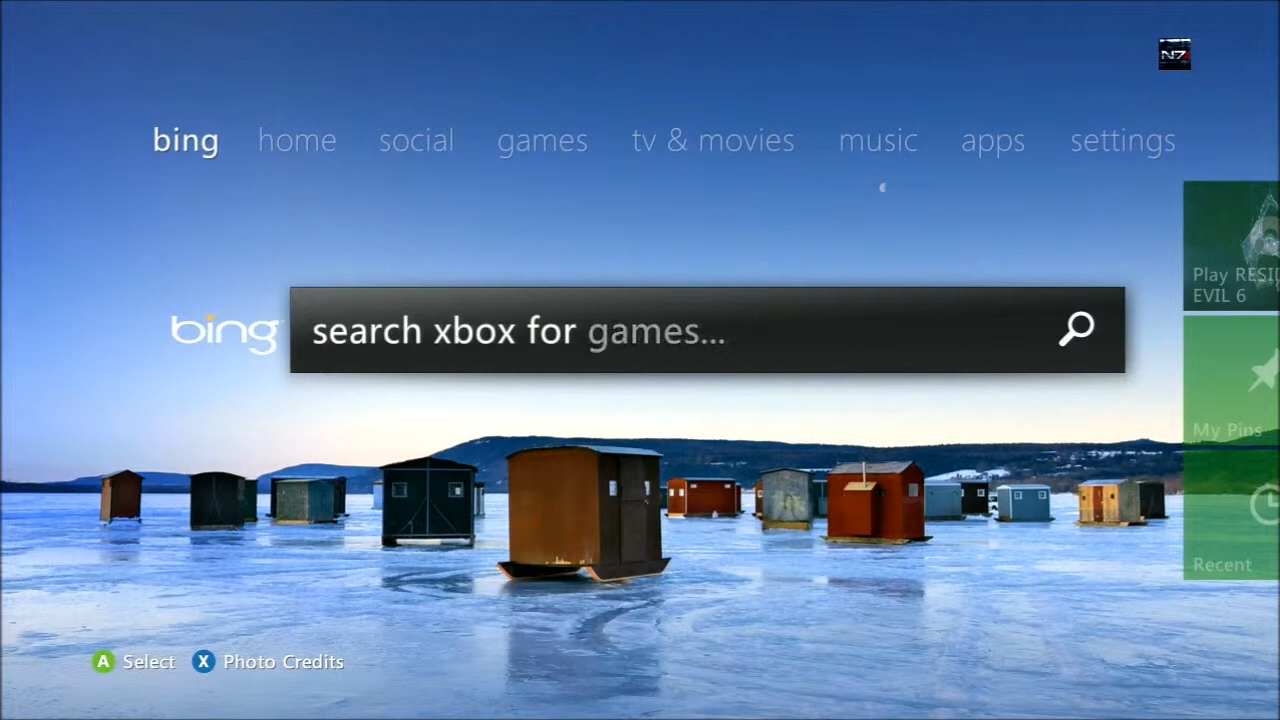 N7
bing home social games tv & movies music apps settings
Play RESI
EVIL 6
bing search xbox for games...
My Pins
Recent
A Select X Photo Credits